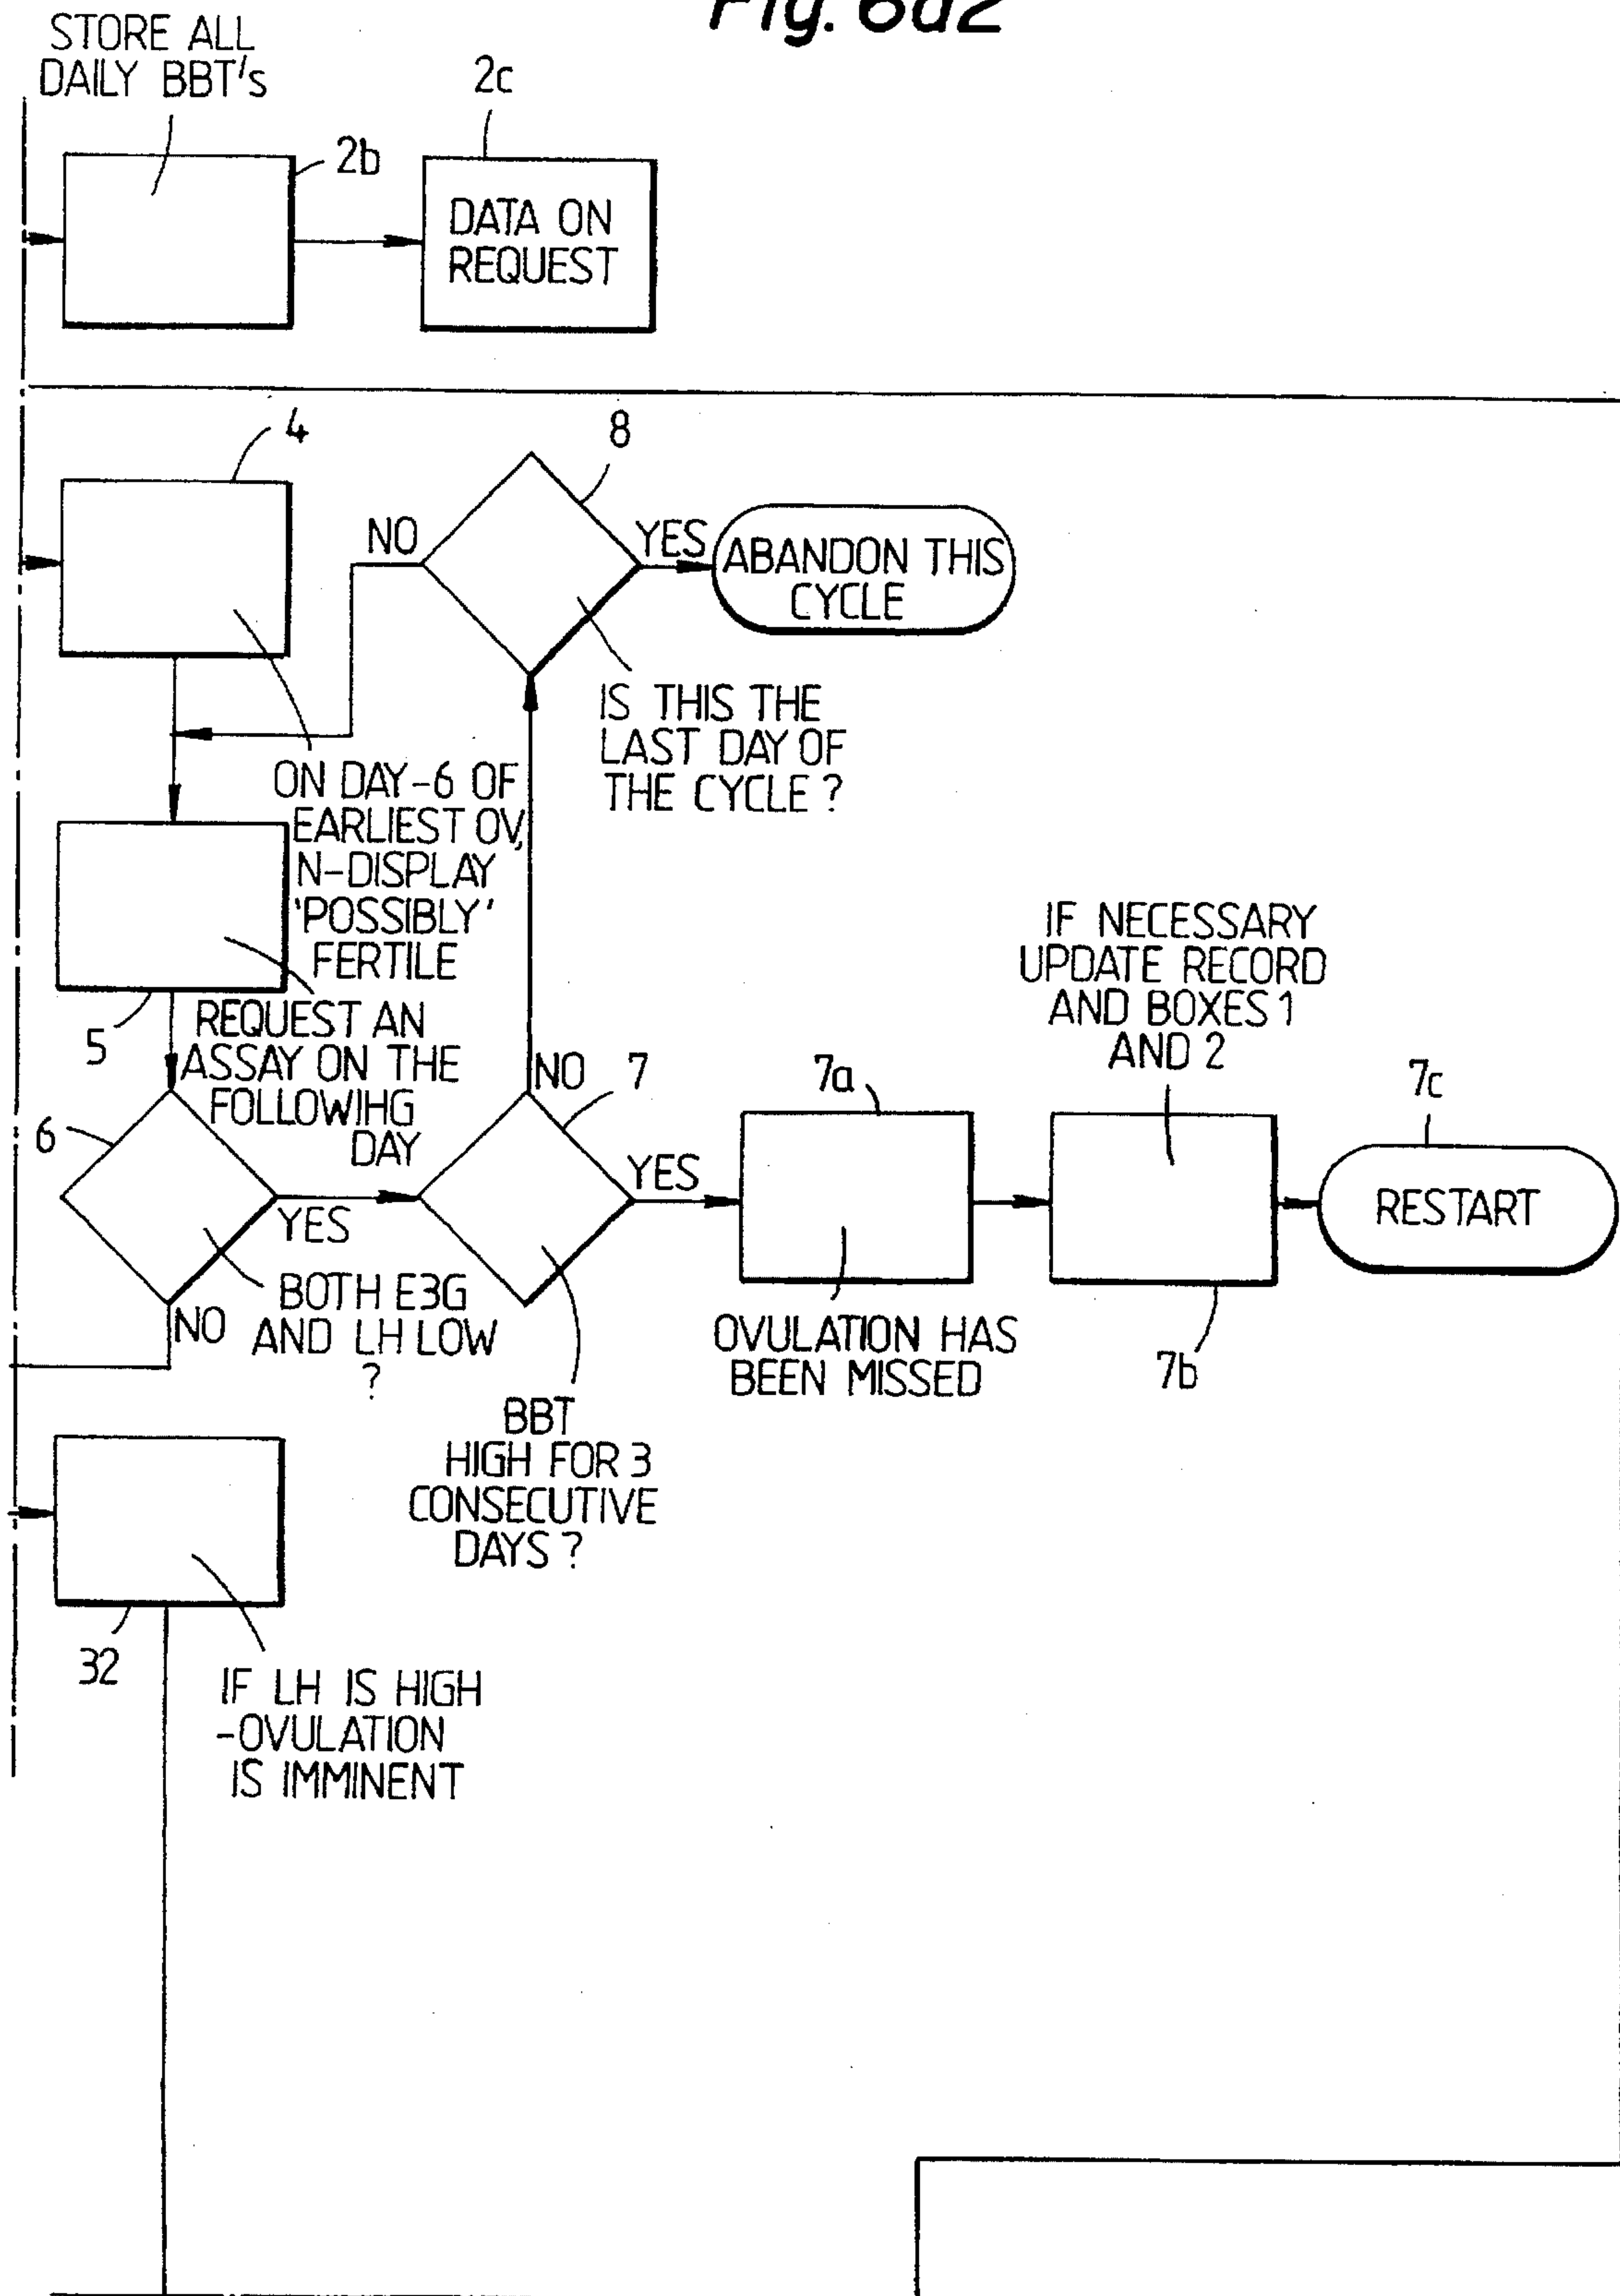 Fig. 6a2
STORE ALL
DAILY BBT's
2b
2c
DATA ON
REQUEST
4
8
NO
YES
ABANDON THIS
CYCLE
IS THIS THE
LAST DAY OF
THE CYCLE ?
ON DAY-6 OF
EARLIEST OV,
N-DISPLAY
'POSSIBLY'
FERTILE
5
REQUEST AN
ASSAY ON THE
FOLLOWIHG
DAY
6
YES
NO
BOTH E3G
AND LH LOW
?
NO
7
YES
BBT
HIGH FOR 3
CONSECUTIVE
DAYS ?
7a
OVULATION HAS
BEEN MISSED
IF NECESSARY
UPDATE RECORD
AND BOXES 1
AND 2
7b
7c
RESTART
32
IF LH IS HIGH
-OVULATION
IS IMMINENT